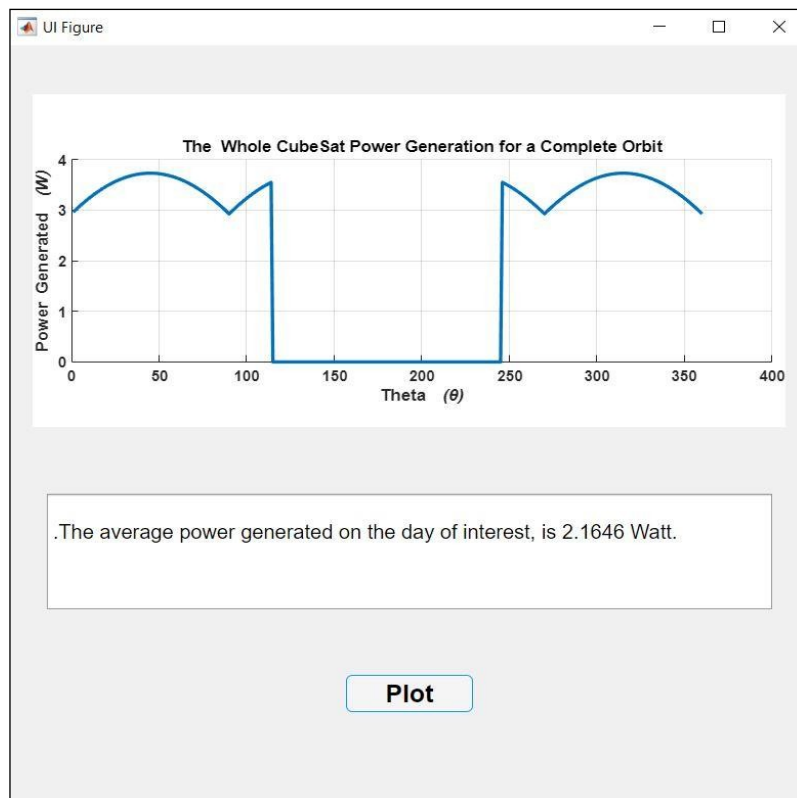 UI Figure
The Whole CubeSat Power Generation for a Complete Orbit
Power Generated (W)
4
3
2
1
0
0 50 100 150 200 250 300 350 400
Theta (θ)
.The average power generated on the day of interest, is 2.1646 Watt.
Plot